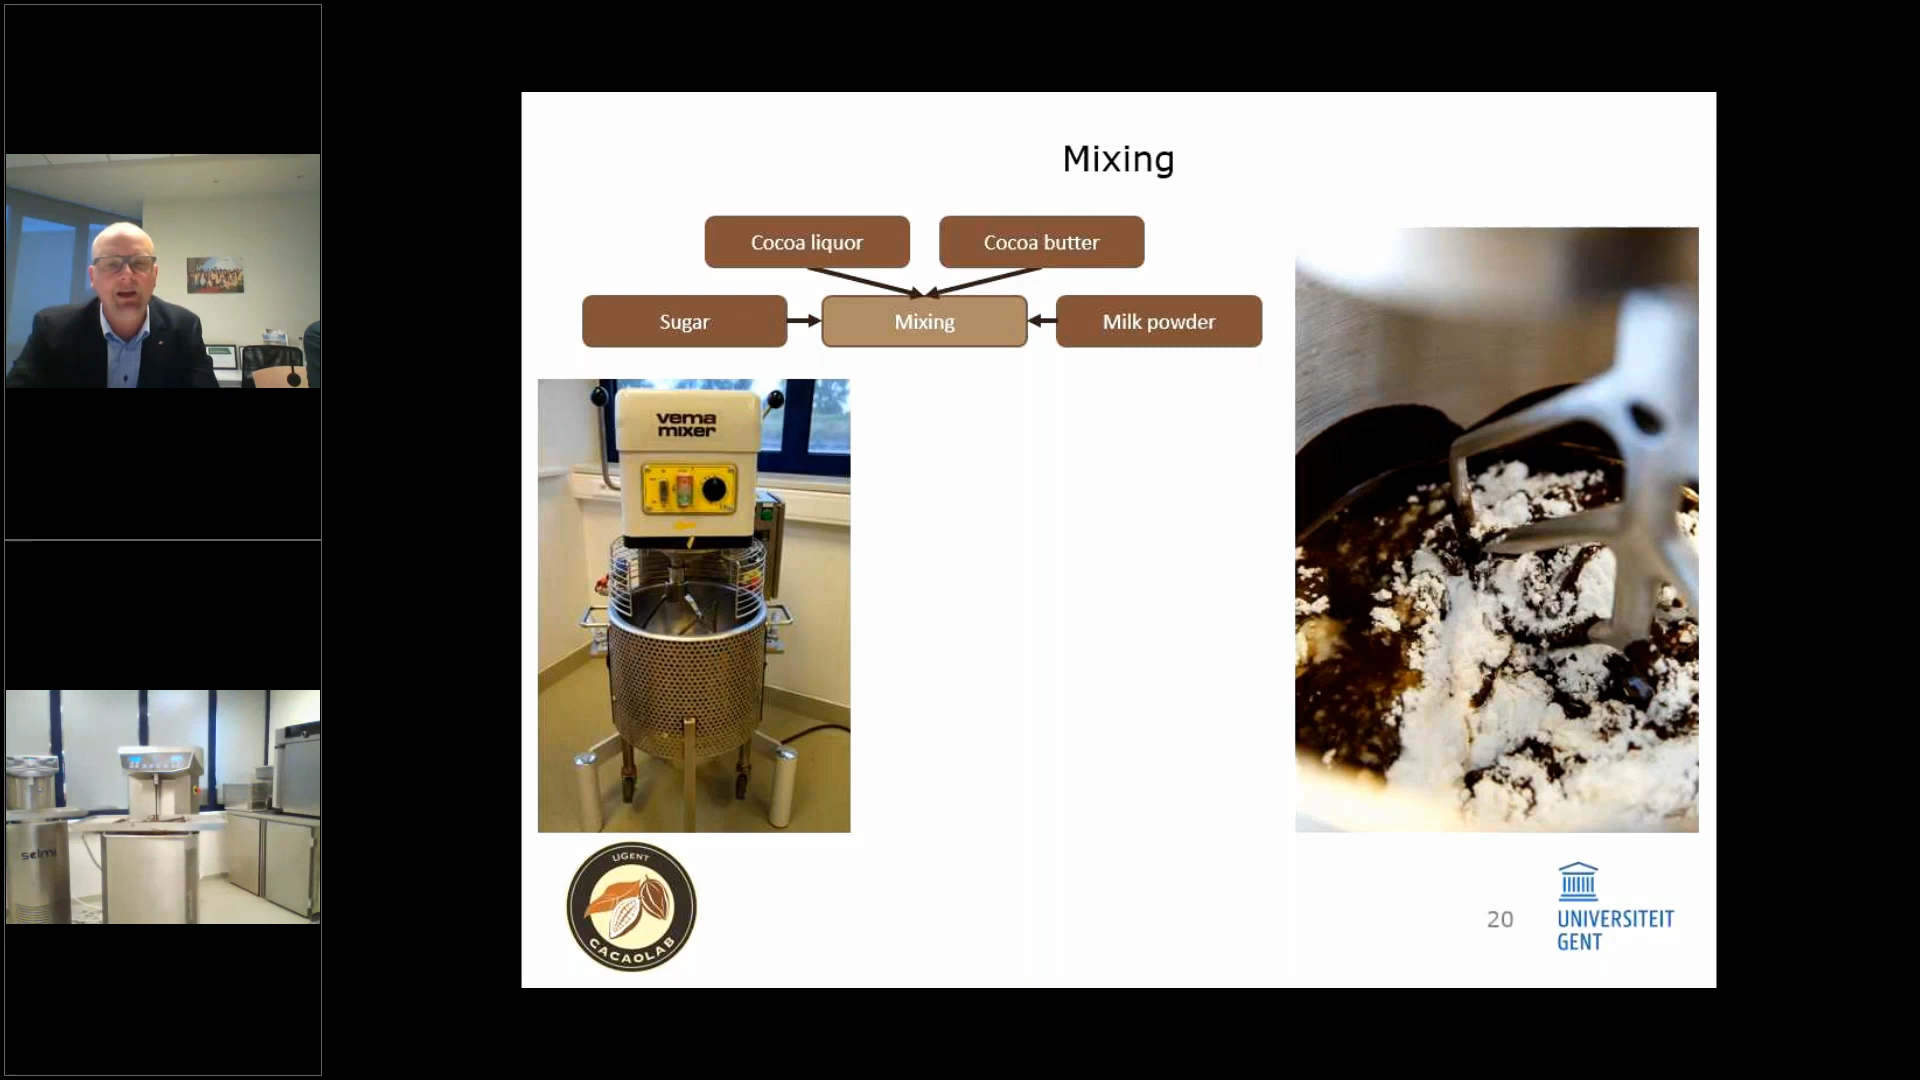 Mixing
Cocoa liquor
Cocoa butter
Sugar
Mixing
Milk powder
vema
mixer
UGENT
CACAOLAB
selmi
20
UNIVERSITEIT
GENT